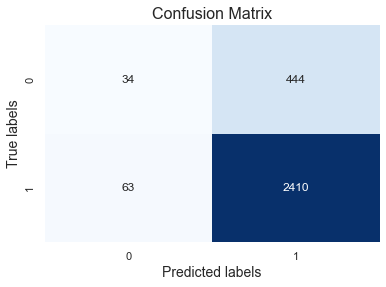 Confusion Matrix
0 34 444
1 63 2410
True labels
0 1
Predicted labels